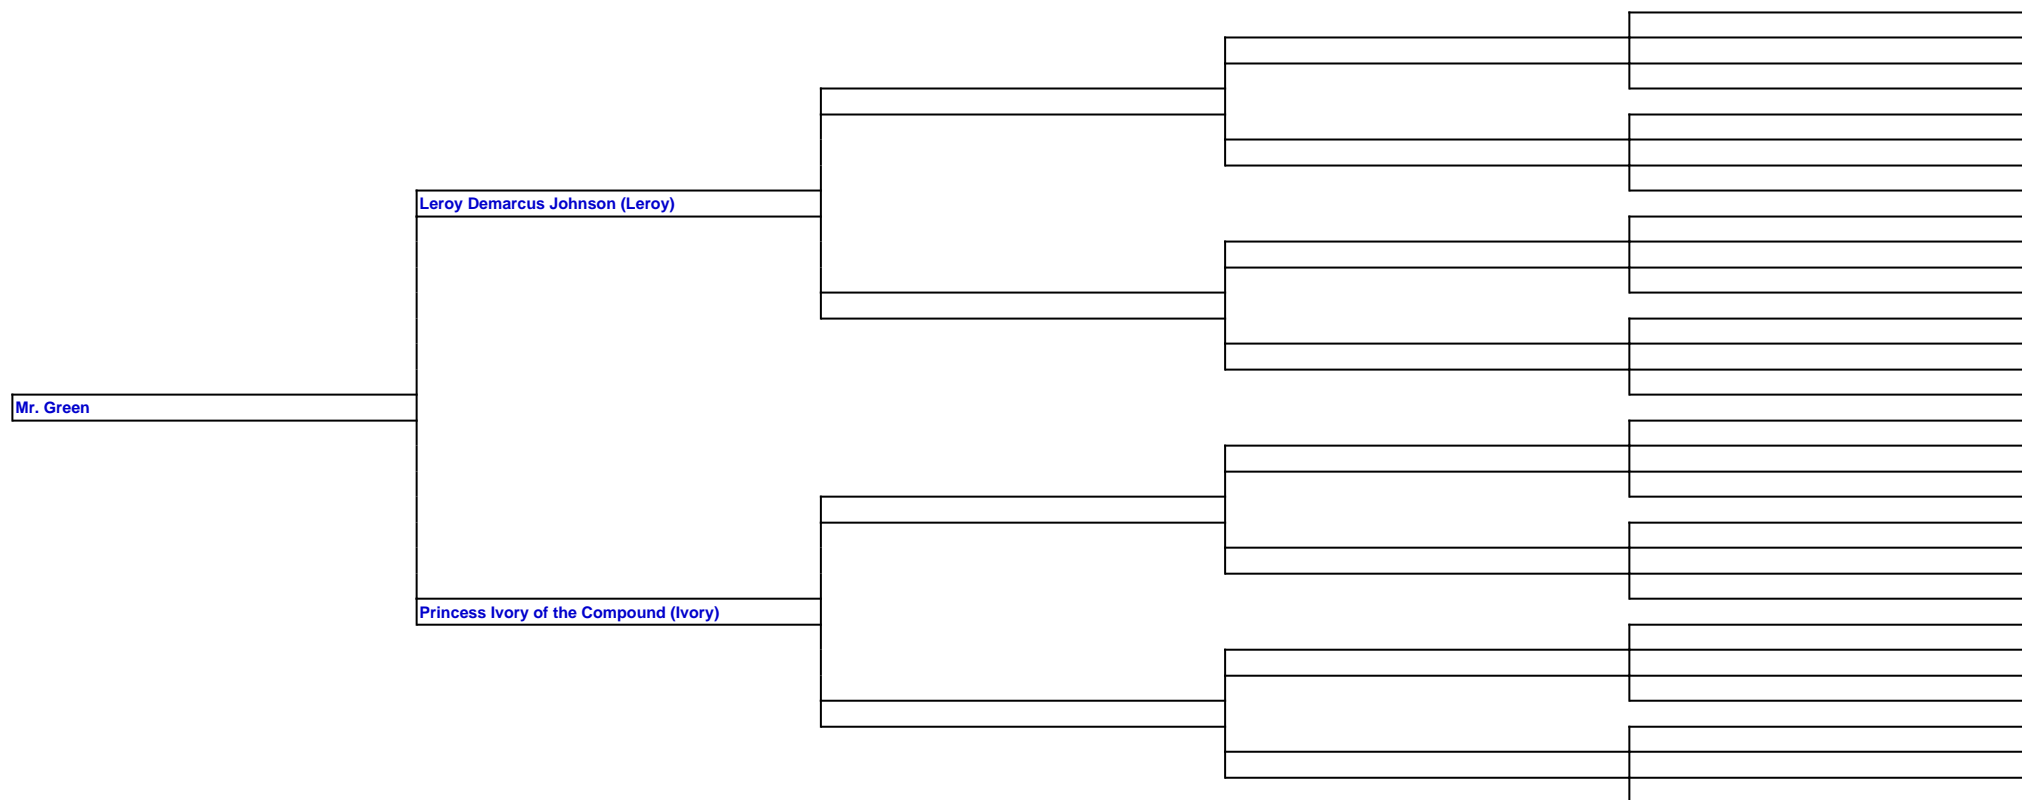 Leroy Demarcus Johnson (Leroy)
Mr. Green
Princess Ivory of the Compound (Ivory)